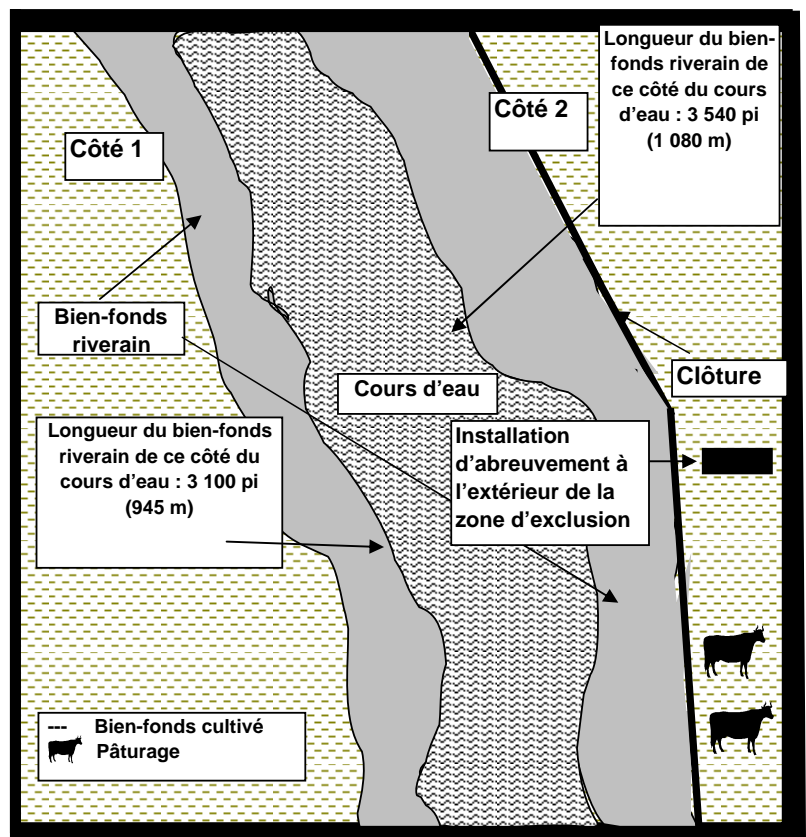 Longueur du bien-
fonds riverain de
ce côté du cours
d’eau : 3 540 pi
(1 080 m)
Côté 2
Côté 1
Bien-fonds
riverain
Clôture
Cours d’eau
Longueur du bien-fonds
riverain de ce côté du
cours d’eau : 3 100 pi
(945 m)
Installation
d’abreuvement à
l’extérieur de la
zone d’exclusion
--- Bien-fonds cultivé
Pâturage